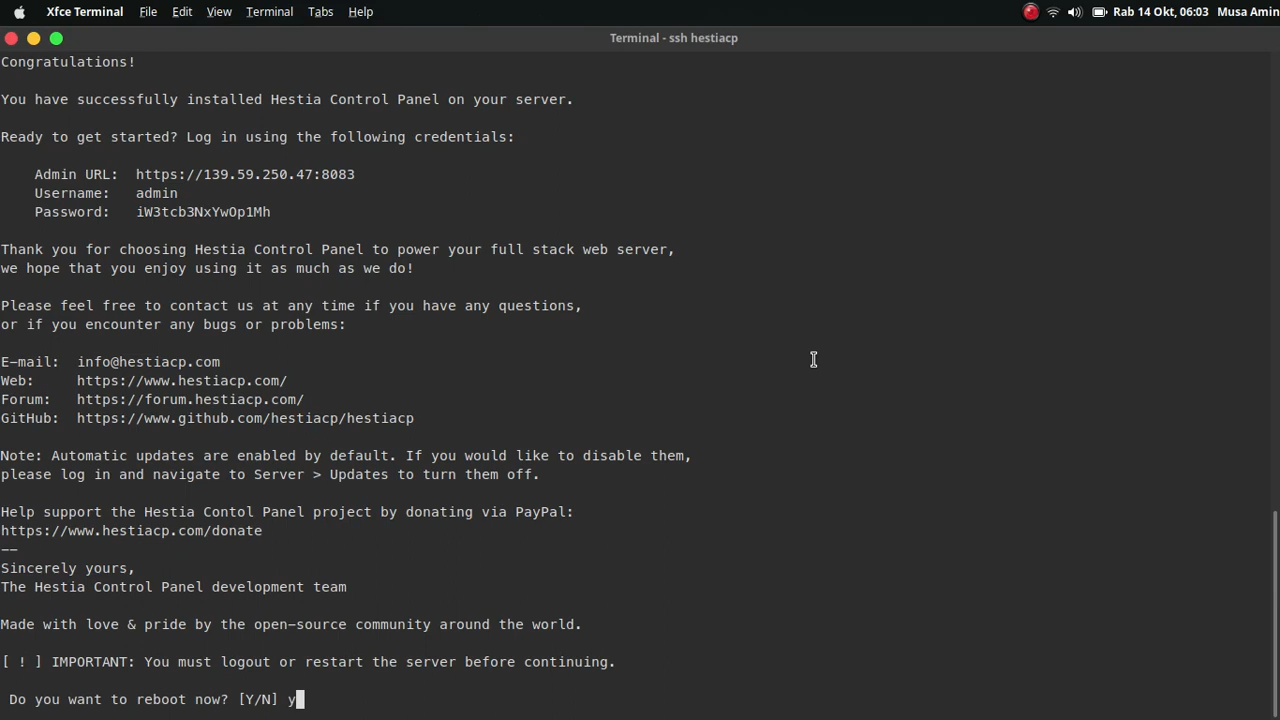 Xfce Terminal File Edit View Terminal Tabs Help Rab 14 Okt, 06:03 Musa Amin
Terminal - ssh hestiacp
Congratulations!
You have successfully installed Hestia Control Panel on your server.
Ready to get started? Log in using the following credentials:
Admin URL: https://139.59.250.47:8083
Username: admin
Password: iW3tcb3NxYwOp1Mh
Thank you for choosing Hestia Control Panel to power your full stack web server,
we hope that you enjoy using it as much as we do!
Please feel free to contact us at any time if you have any questions,
or if you encounter any bugs or problems:
E-mail: info@hestiacp.com
Web: https://www.hestiacp.com/
Forum: https://forum.hestiacp.com/
GitHub: https://www.github.com/hestiacp/hestiacp
Note: Automatic updates are enabled by default. If you would like to disable them,
please log in and navigate to Server > Updates to turn them off.
Help support the Hestia Contol Panel project by donating via PayPal:
https://www.hestiacp.com/donate
--
Sincerely yours,
The Hestia Control Panel development team
Made with love & pride by the open-source community around the world.
[ ! ] IMPORTANT: You must logout or restart the server before continuing.
Do you want to reboot now? [Y/N] y